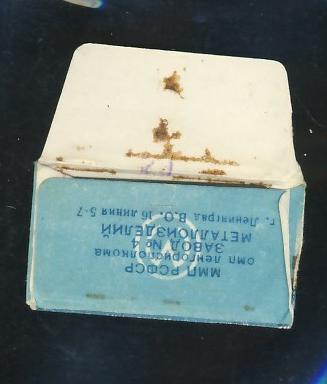 ММП РСФСР
омп ленгорисполкома
ЗАВОД № 4
МЕТАЛЛОИЗДЕЛИЙ
г. Ленинград В.О. 16 линия 5-7